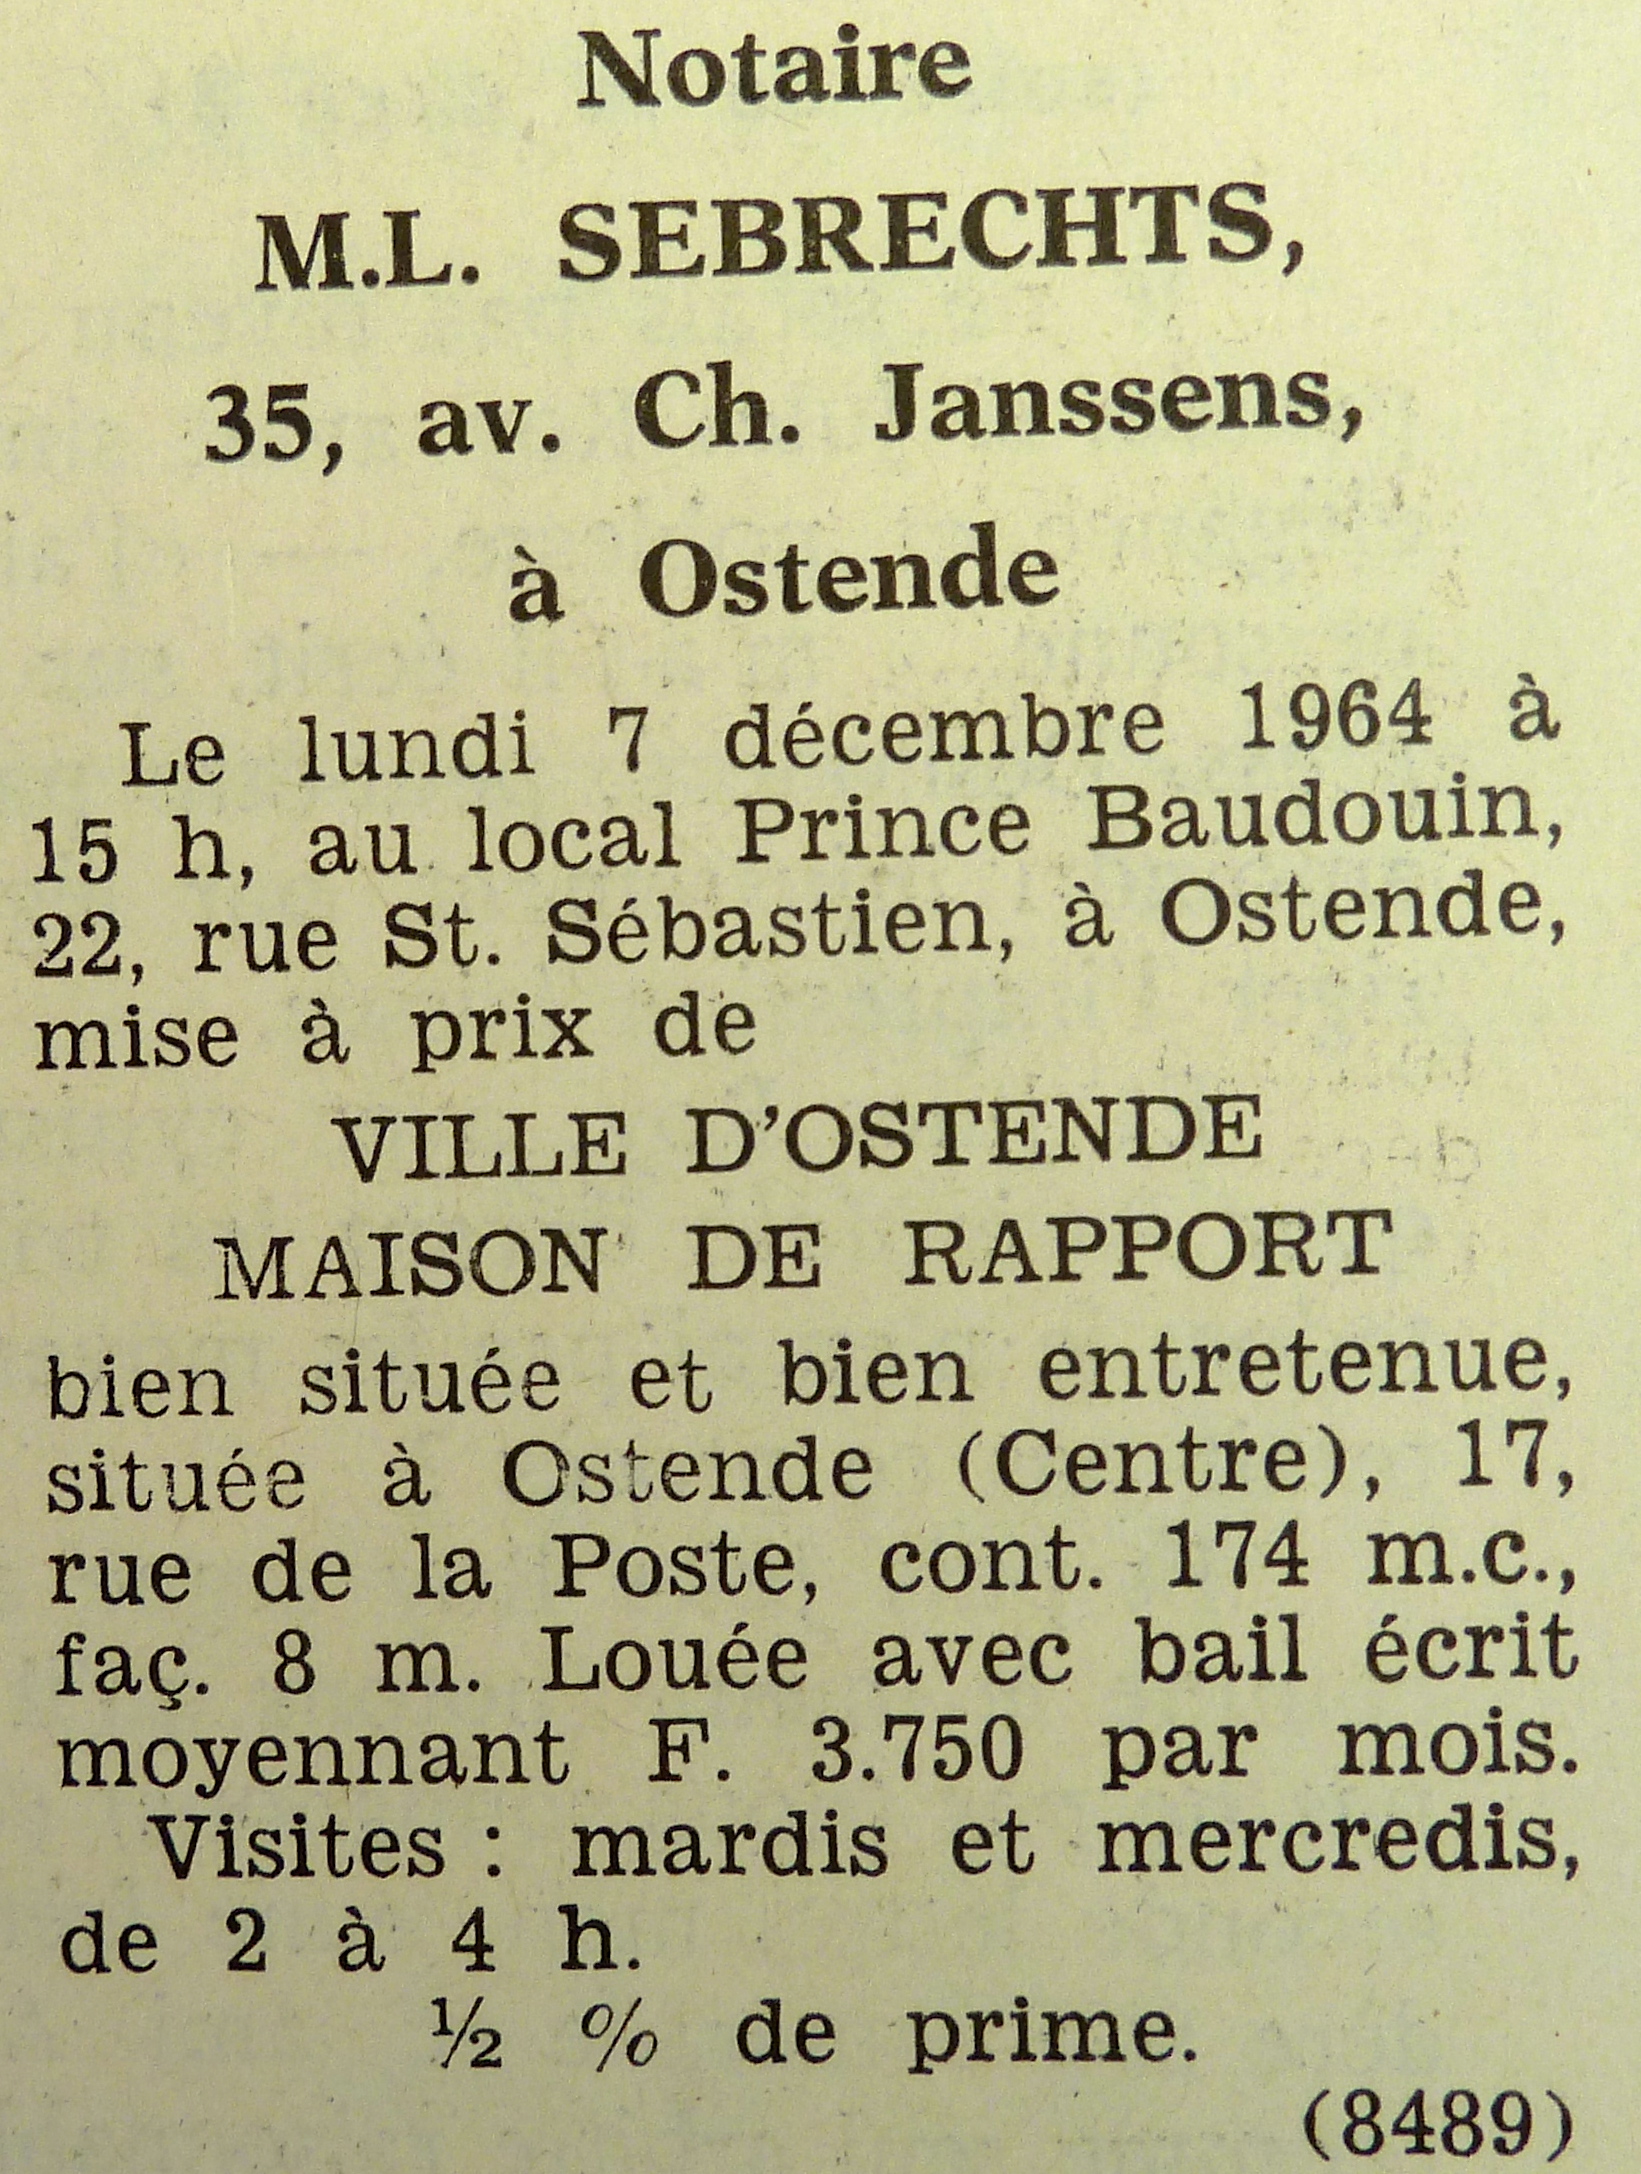 Notaire
M.L. SEBRECHTS,
35, av. Ch. Janssens,
à Ostende
Le lundi 7 décembre 1964 à
15 h, au local Prince Baudouin,
22, rue St. Sébastien, à Ostende,
mise à prix de
VILLE D'OSTENDE
MAISON DE RAPPORT
bien située et bien entretenue,
située à Ostende (Centre), 17,
rue de la Poste, cont. 174 m.c.,
faç. 8 m. Louée avec bail écrit
moyennant F. 3.750 par mois.
Visites : mardis et mercredis,
de 2 à 4 h.
½ % de prime.
(8489)